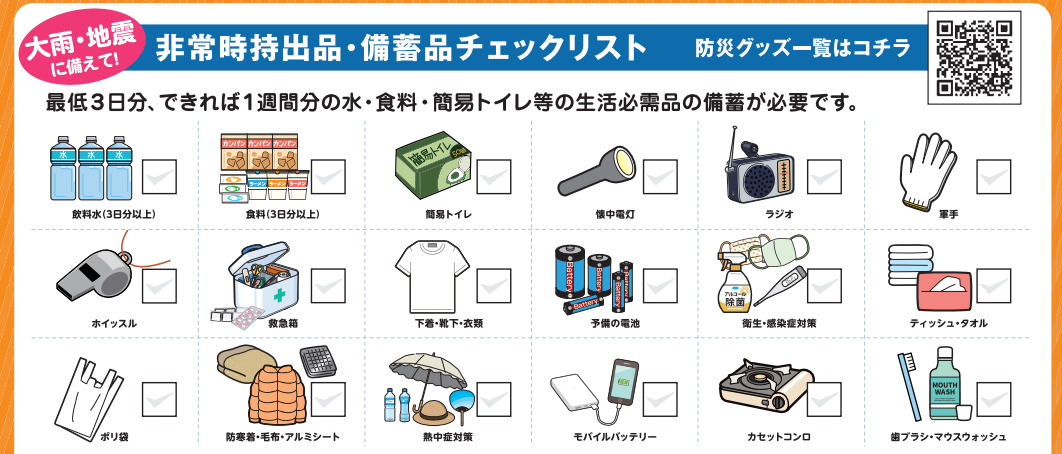 大雨・地震
に備えて!
非常時持出品・備蓄品チェックリスト
防災グッズ一覧はコチラ
最低3日分、できれば1週間分の水・食料・簡易トイレ等の生活必需品の備蓄が必要です。
水 水 水
カンパン カンパン カンパン
ラーメン ラーメン ラーメン
簡易トイレ
飲料水(3日分以上)
食料(3日分以上)
簡易トイレ
懐中電灯
ラジオ
軍手
Battery Battery Battery Battery Battery
アルコール
除菌
ホイッスル
救急箱
下着・靴下・衣類
予備の電池
衛生・感染症対策
ティッシュ・タオル
MOUTH
WASH
ポリ袋
防寒着・毛布・アルミシート
熱中症対策
モバイルバッテリー
カセットコンロ
歯ブラシ・マウスウォッシュ